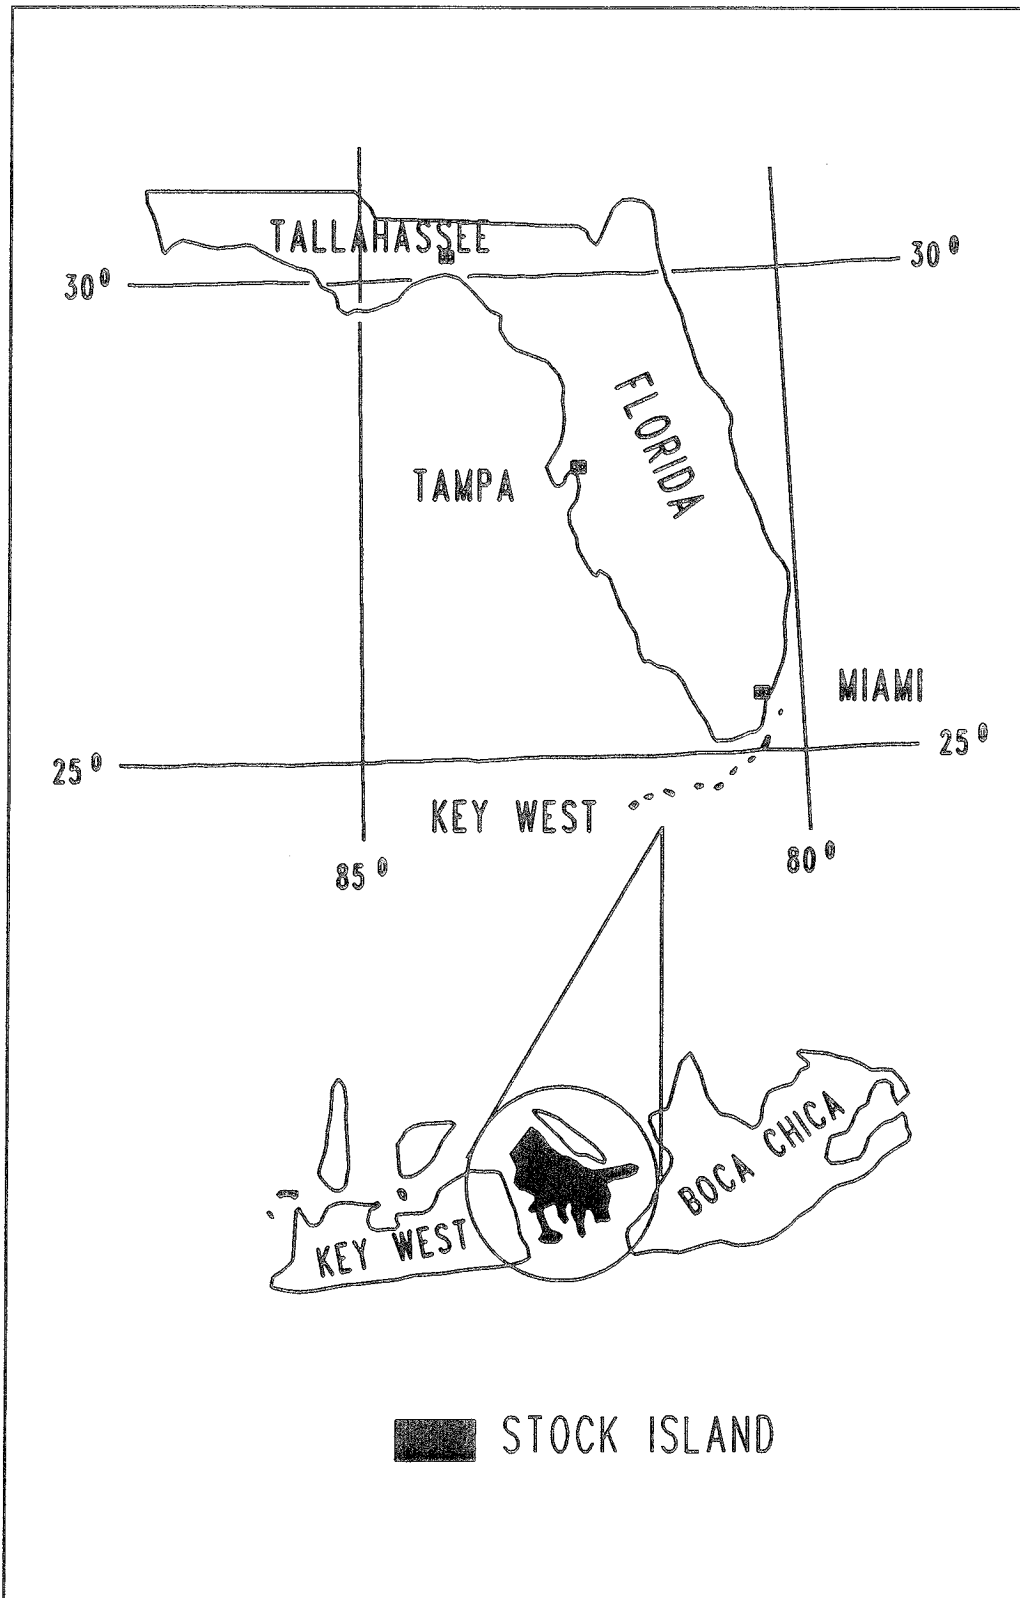 TALLAHASSEE
30°
30°
FLORIDA
TAMPA
MIAMI
25°
25°
KEY WEST
85°
80°
BOCA CHICA
KEY WEST
STOCK ISLAND